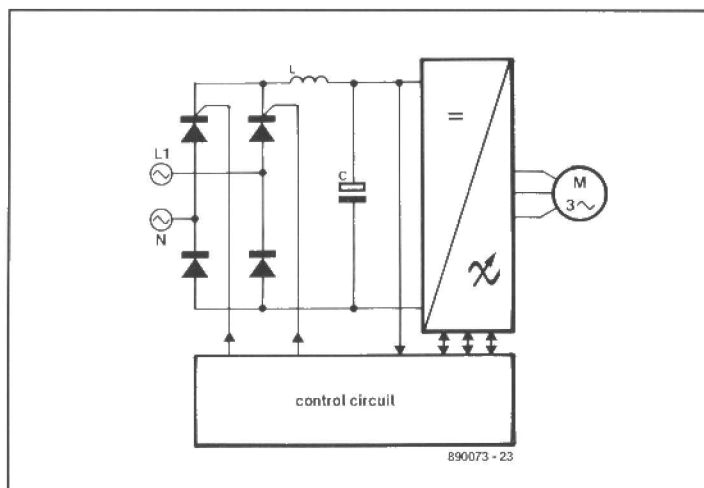 L
L1
C
=
M
3~
N
control circuit
890073 - 23